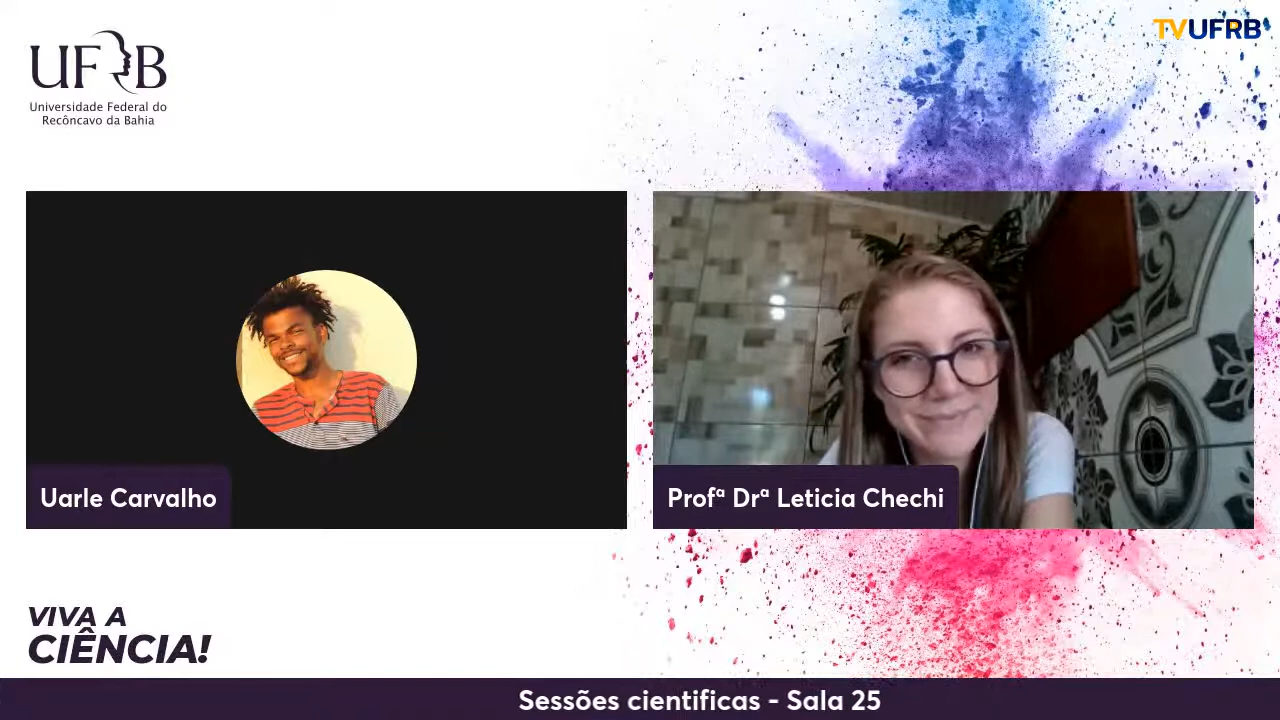 TVUFRB
UFRB
Universidade Federal do
Recôncavo da Bahia
Uarle Carvalho
Profª Drª Leticia Chechi
VIVA A
CIÊNCIA!
Sessões cientificas - Sala 25